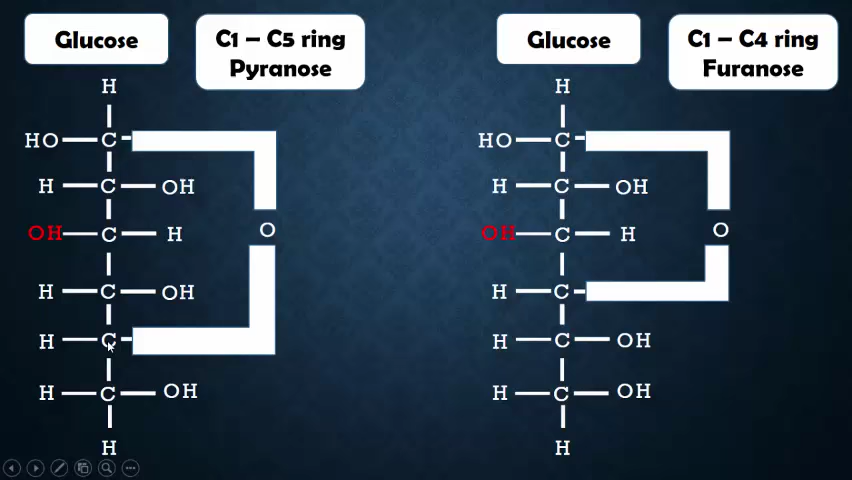 Glucose
C1 – C5 ring
Pyranose
H
HO C
H C OH
OH C H
O
H C OH
H C
H C OH
H
Glucose
C1 – C4 ring
Furanose
H
HO C
H C OH
OH C H
O
H C
H C OH
H C OH
H